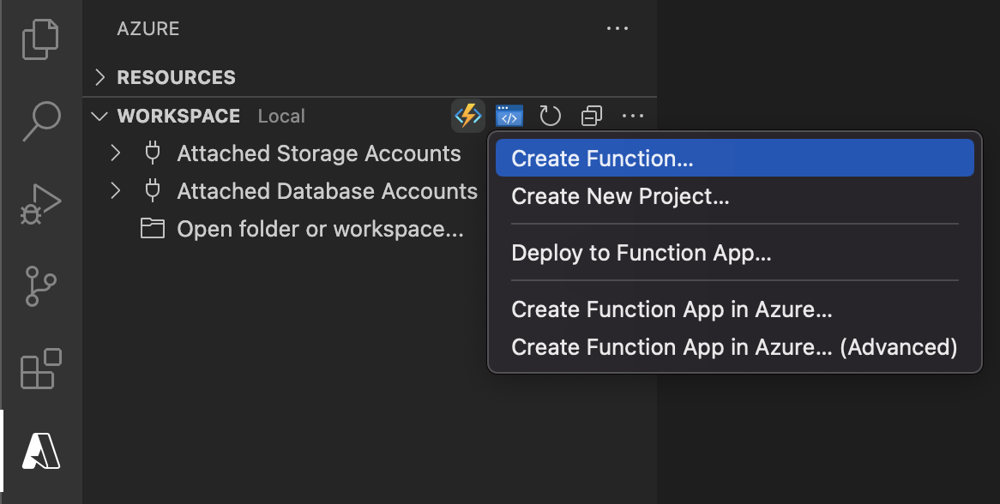 AZURE
RESOURCES
WORKSPACE Local
Attached Storage Accounts
Attached Database Accounts
Open folder or workspace...
Create Function...
Create New Project...
Deploy to Function App...
Create Function App in Azure...
Create Function App in Azure... (Advanced)